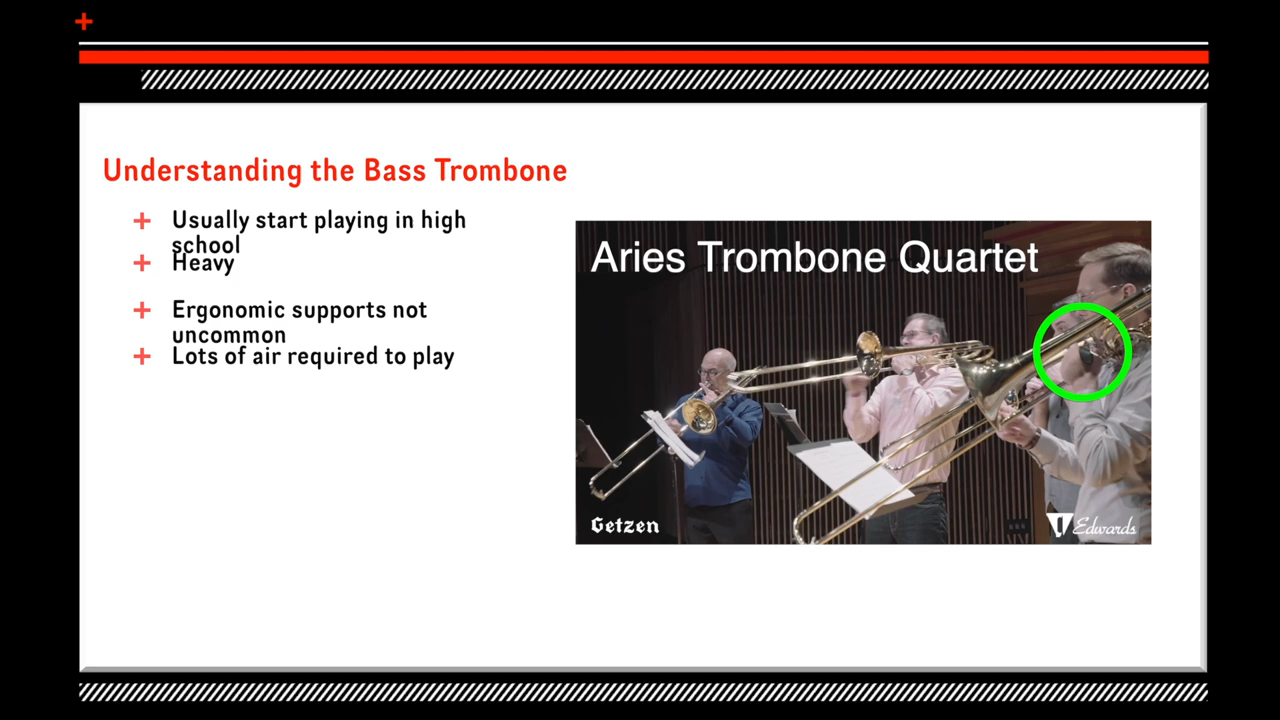 Understanding the Bass Trombone
Usually start playing in high
school
Heavy
Ergonomic supports not
uncommon
Lots of air required to play
Aries Trombone Quartet
Getzen
Edwards